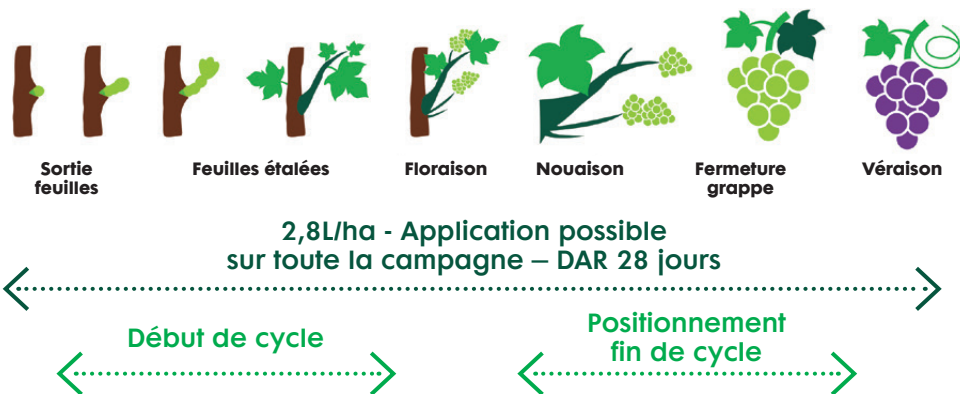 Sortie
feuilles
Feuilles étalées
Floraison
Nouaison
Fermeture
grappe
Véraison
2,8L/ha - Application possible
sur toute la campagne – DAR 28 jours
Début de cycle
Positionnement
fin de cycle